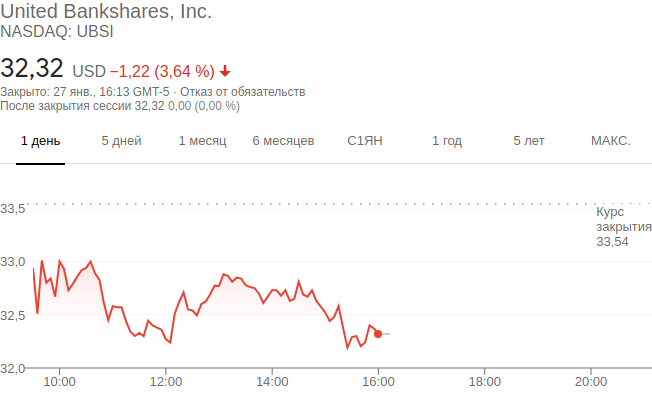 United Bankshares, Inc.
NASDAQ: UBSI
32,32 USD −1,22 (3,64 %)
Закрыто: 27 янв., 16:13 GMT-5 · Отказ от обязательств
После закрытия сессии 32,32 0,00 (0,00 %)
1 день 5 дней 1 месяц 6 месяцев С1ЯН 1 год 5 лет МАКС.
33,5
Курс
закрытия
33,54
33,0
32,5
32,0
10:00 12:00 14:00 16:00 18:00 20:00